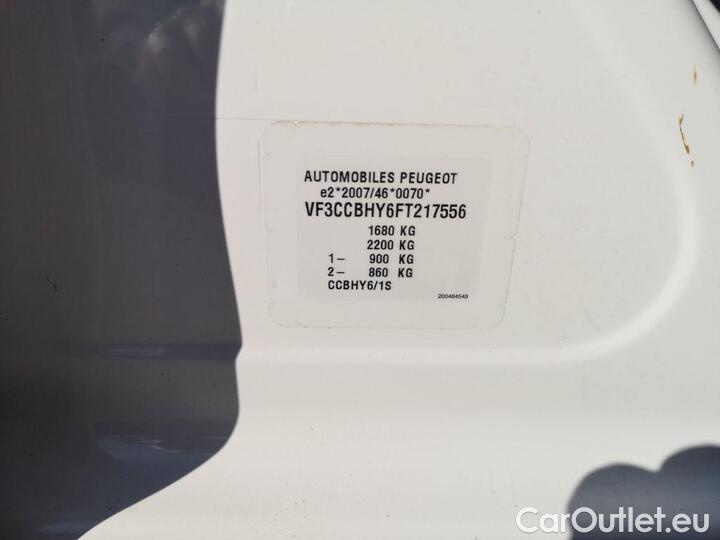 AUTOMOBILES PEUGEOT
e2*2007/46*0070*
VF3CCBHY6FT217556
1680 KG
2200 KG
1- 900 KG
2- 860 KG
CCBHY6/1S
200484549
CarOutlet.eu